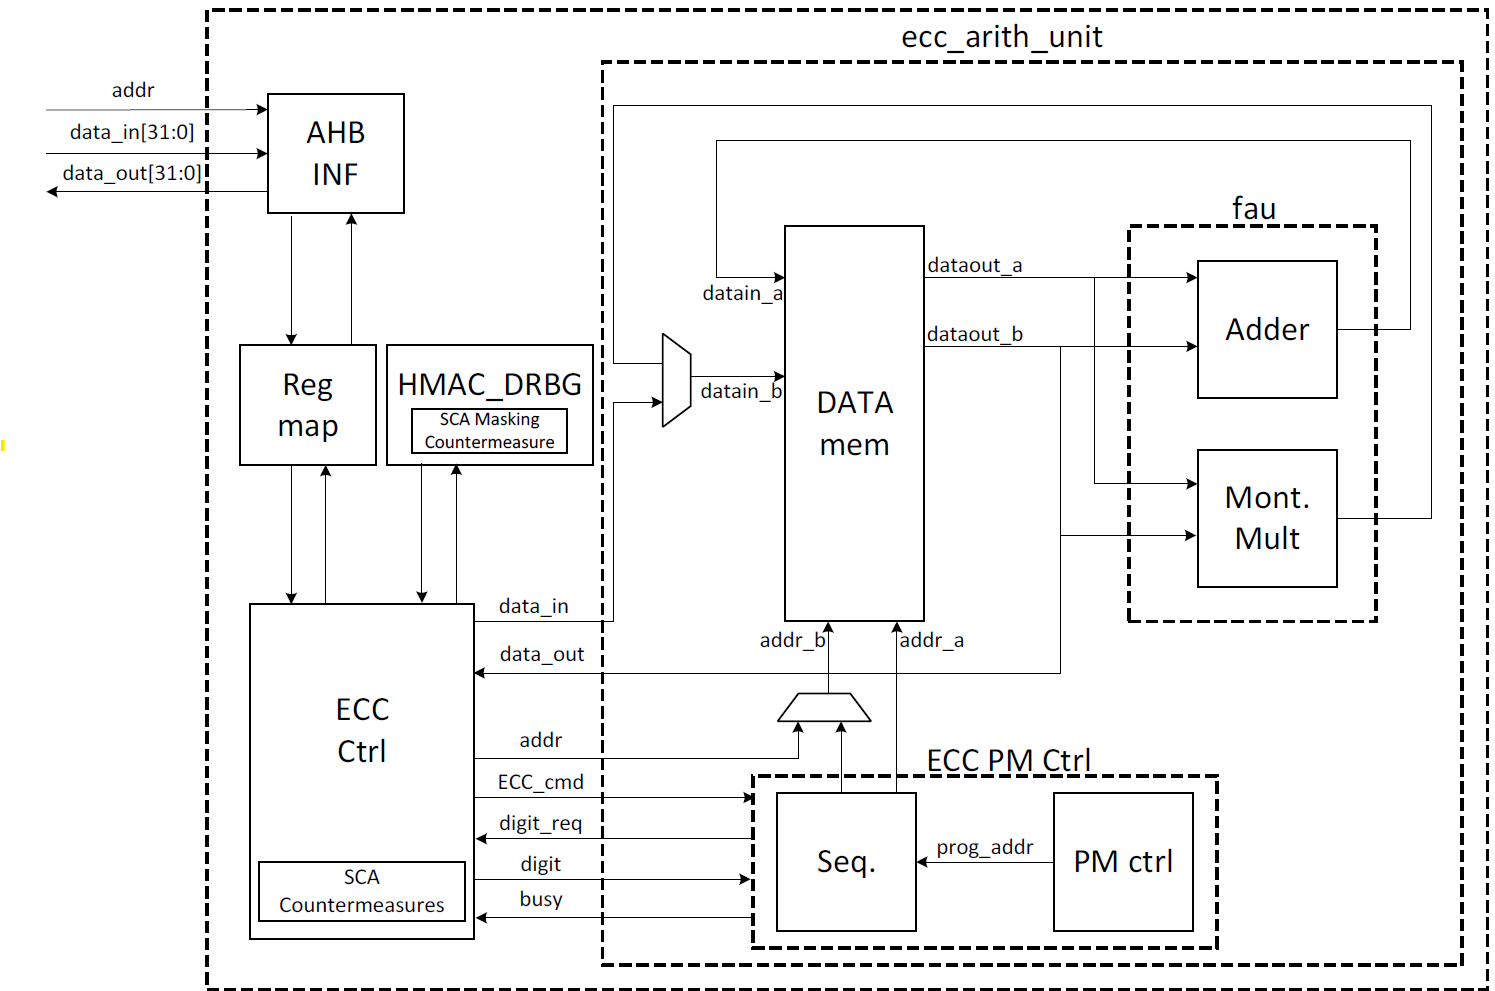 ecc_arith_unit
addr
data_in[31:0]
data_out[31:0]
AHB
INF
fau
dataout_a
datain_a
Adder
dataout_b
Reg
map
HMAC_DRBG
SCA Masking
Countermeasure
datain_b
DATA
mem
Mont.
Mult
data_in
data_out
addr_b
addr_a
ECC
Ctrl
addr
ECC PM Ctrl
ECC_cmd
digit_req
digit
busy
prog_addr
Seq.
PM ctrl
SCA
Countermeasures